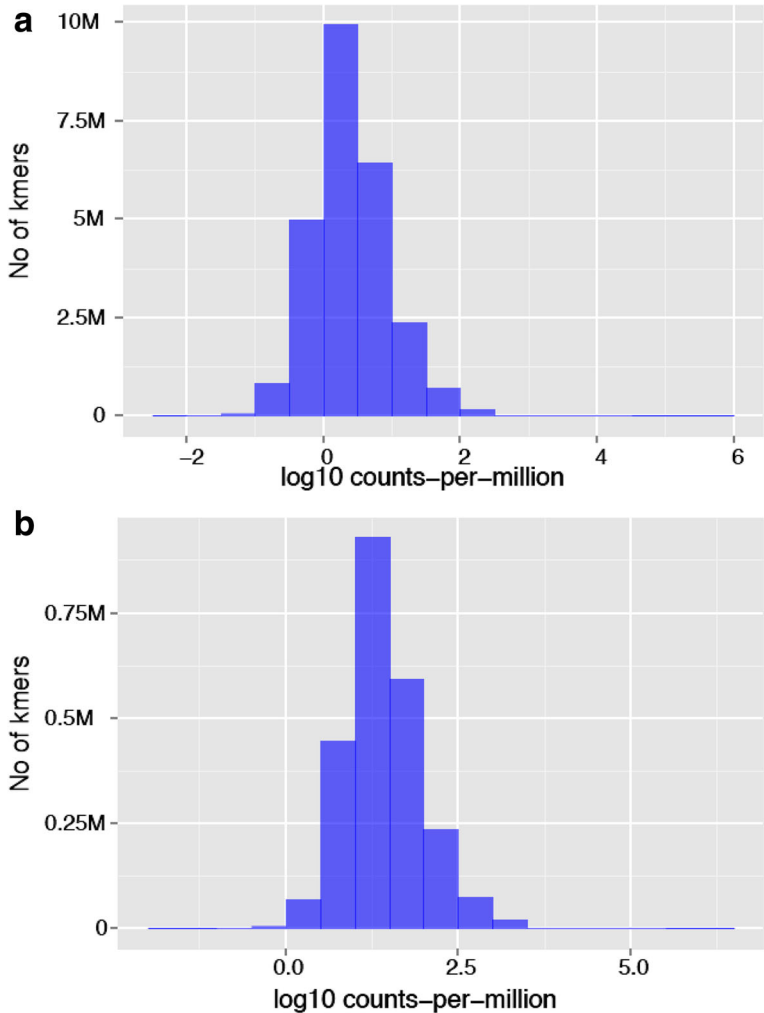 a
10M
7.5M
5M
2.5M
0
No of kmers
−2 0 2 4 6
log10 counts−per−million
b
0.75M
0.5M
0.25M
0
No of kmers
0.0 2.5 5.0
log10 counts−per−million